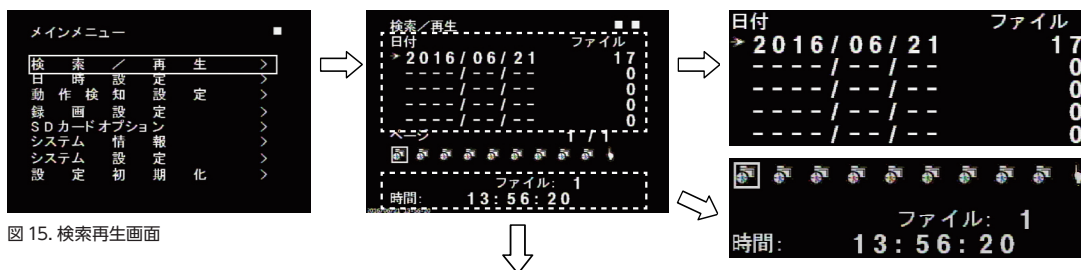 メインメニュー
検索／再生 >
日時設定 >
動作検知設定 >
録画設定 >
SDカードオプション >
システム情報 >
システム設定 >
設定初期化 >
図 15. 検索再生画面
検索／再生
日付 ファイル
2016/06/21 17
----/--/-- 0
----/--/-- 0
----/--/-- 0
----/--/-- 0
ページ 1/1
ファイル: 1
時間: 13:56:20
日付 ファイル
2016/06/21 17
----/--/-- 0
----/--/-- 0
----/--/-- 0
----/--/-- 0
ファイル: 1
時間: 13:56:20